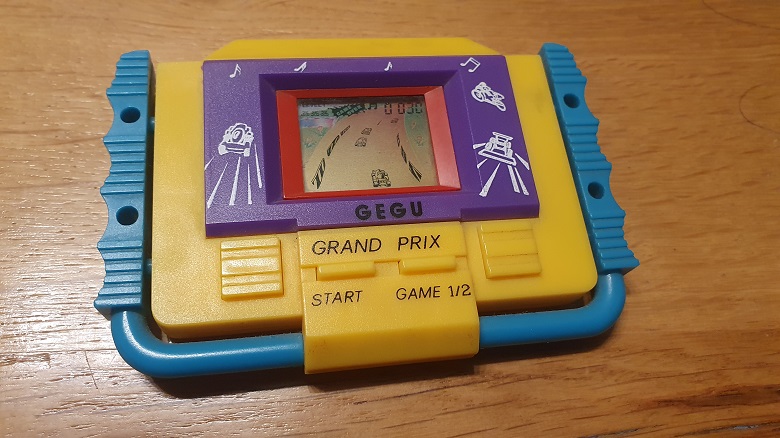 GEGU
GRAND PRIX
START GAME 1/2